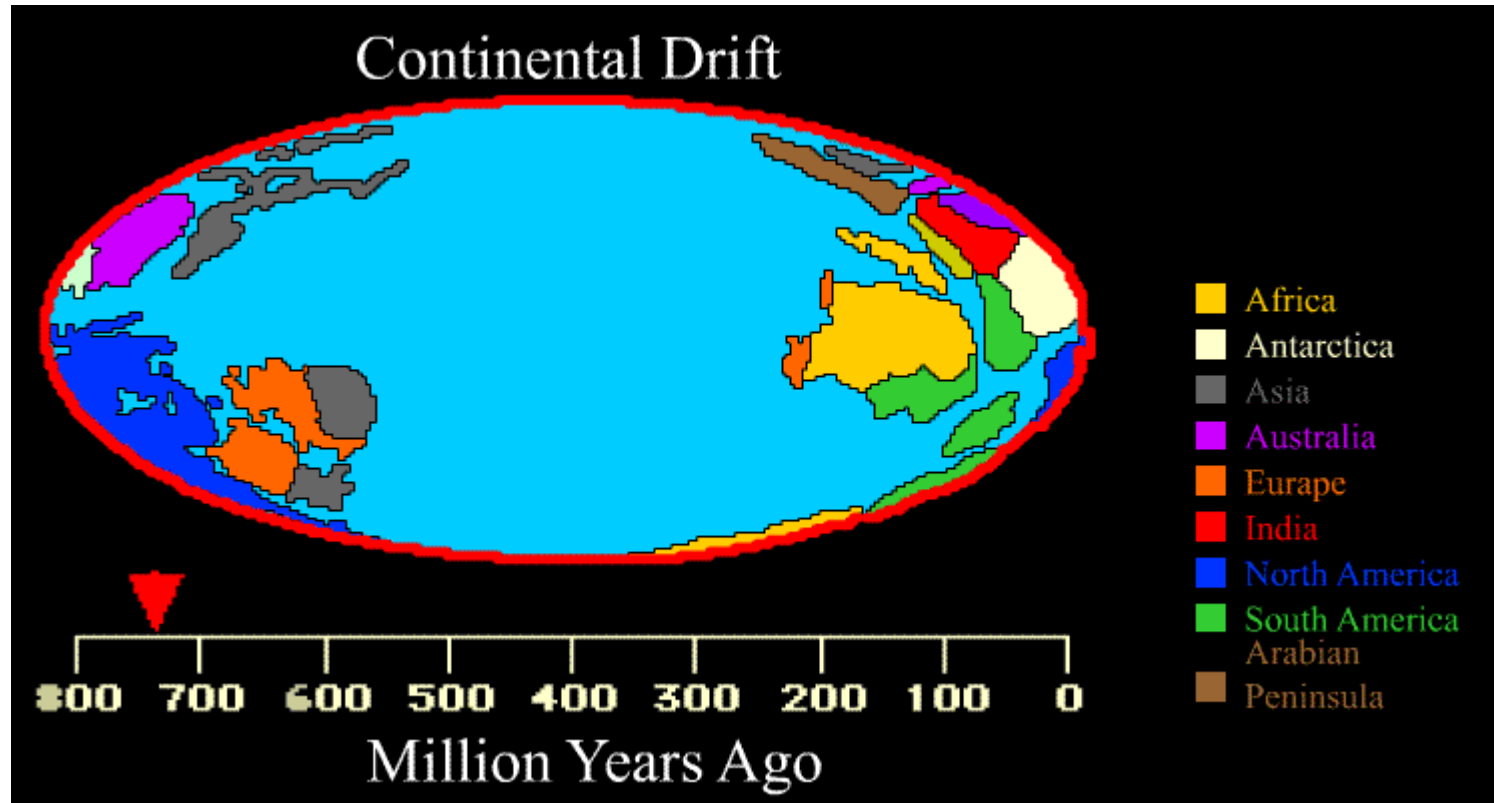 Continental Drift
Africa
Antarctica
Asia
Australia
Eurape
India
North America
South America
Arabian
Peninsula
800 700 600 500 400 300 200 100 0
Million Years Ago